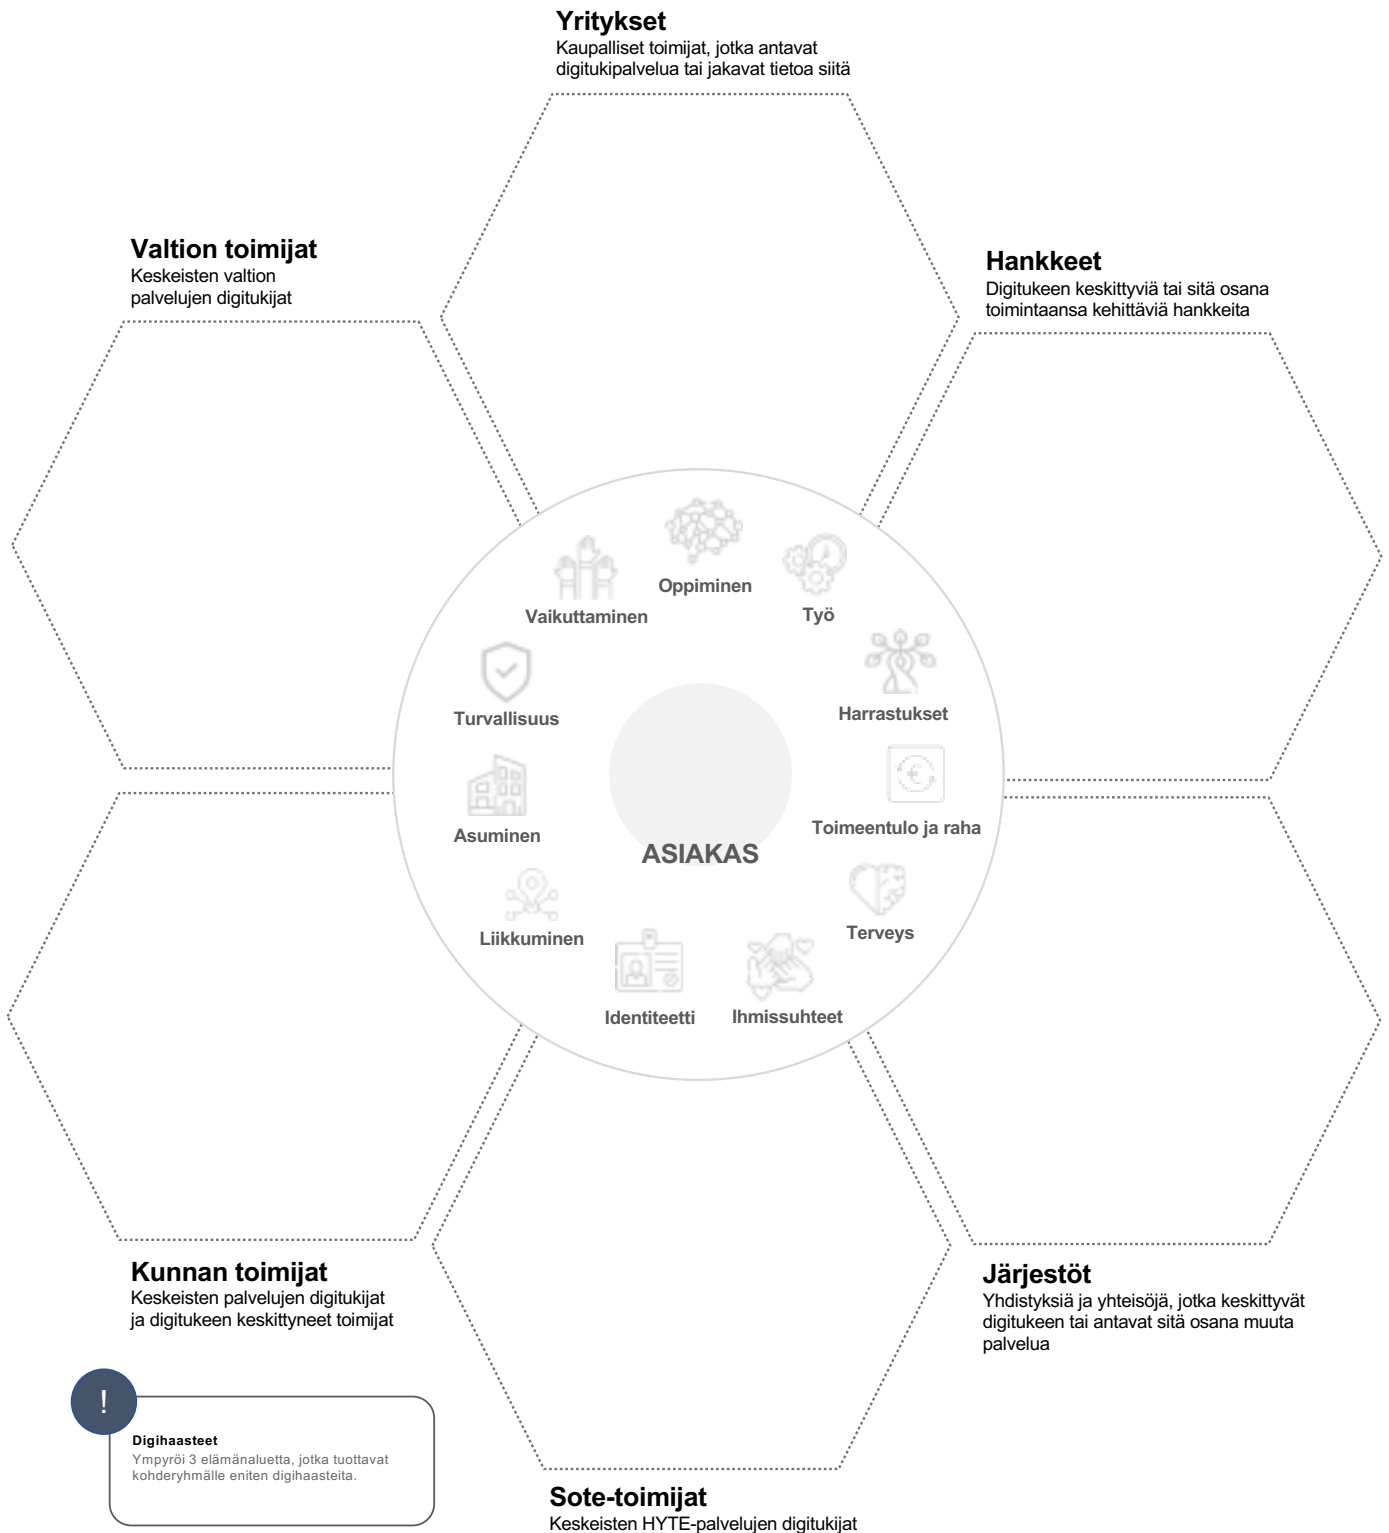 Yritykset
Kaupalliset toimijat, jotka antavat
digitukipalvelua tai jakavat tietoa siitä
Valtion toimijat
Keskeisten valtion
palvelujen digitukijat
Hankkeet
Digitukeen keskittyviä tai sitä osana
toimintaansa kehittäviä hankkeita
Oppiminen
Vaikuttaminen
Työ
Turvallisuus
Harrastukset
Asuminen
Toimeentulo ja raha
ASIAKAS
Liikkuminen
Terveys
Identiteetti
Ihmissuhteet
Kunnan toimijat
Keskeisten palvelujen digitukijat
ja digitukeen keskittyneet toimijat
Järjestöt
Yhdistyksiä ja yhteisöjä, jotka keskittyvät
digitukeen tai antavat sitä osana muuta
palvelua
!
Digihaasteet
Ympyröi 3 elämänaluetta, jotka tuottavat
kohderyhmälle eniten digihaasteita.
Sote-toimijat
Keskeisten HYTE-palvelujen digitukijat